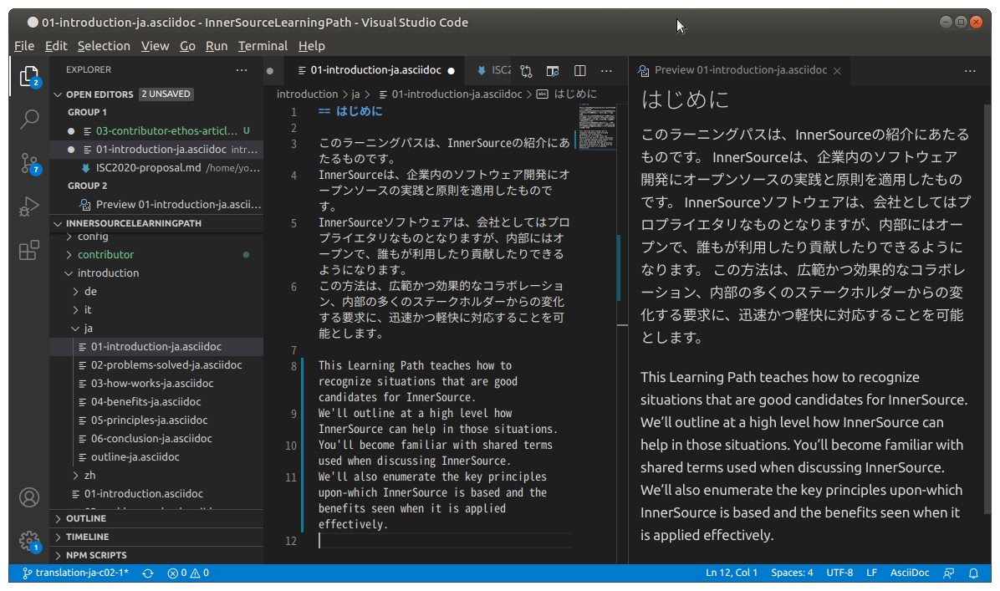 01-introduction-ja.asciidoc - InnerSourceLearningPath - Visual Studio Code
File Edit Selection View Go Run Terminal Help
EXPLORER
OPEN EDITORS 2 UNSAVED
GROUP 1
03-contributor-ethos-articl... U
01-introduction-ja.asciidoc intr...
ISC2020-proposal.md /home/yo...
GROUP 2
Preview 01-introduction-ja.ascii...
INNERSOURCELEARNINGPATH
config
contributor
introduction
de
it
ja
01-introduction-ja.asciidoc
02-problems-solved-ja.asciidoc
03-how-works-ja.asciidoc
04-benefits-ja.asciidoc
05-principles-ja.asciidoc
06-conclusion-ja.asciidoc
outline-ja.asciidoc
zh
01-introduction.asciidoc
OUTLINE
TIMELINE
NPM SCRIPTS
2
7
1
01-introduction-ja.asciidoc
ISC2
introduction > ja > 01-introduction-ja.asciidoc > abc はじめに
1 == はじめに
2
3 このラーニングパスは、InnerSourceの紹介にあ
たるものです。
4 InnerSourceは、企業内のソフトウェア開発にオ
ープンソースの実践と原則を適用したもので
す。
5 InnerSourceソフトウェアは、会社としてはプロ
プライエタリなものとなりますが、内部にはオ
ープンで、誰もが利用したり貢献したりできる
ようになります。
6 この方法は、広範かつ効果的なコラボレーショ
ン、内部の多くのステークホルダーからの変化
する要求に、迅速かつ軽快に対応することを可
能とします。
7
8 This Learning Path teaches how to
recognize situations that are good
candidates for InnerSource.
9 We'll outline at a high level how
InnerSource can help in those situations.
10 You'll become familiar with shared terms
used when discussing InnerSource.
11 We'll also enumerate the key principles
upon-which InnerSource is based and the
benefits seen when it is applied
effectively.
12
Preview 01-introduction-ja.asciidoc
はじめに
このラーニングパスは、InnerSourceの紹介にあたる
ものです。 InnerSourceは、企業内のソフトウェア
開発にオープンソースの実践と原則を適用したもの
です。 InnerSourceソフトウェアは、会社としてはプ
ロプライエタリなものとなりますが、内部にはオー
プンで、誰もが利用したり貢献したりできるように
なります。 この方法は、広範かつ効果的なコラボレ
ーション、内部の多くのステークホルダーからの変
化する要求に、迅速かつ軽快に対応することを可能
とします。
This Learning Path teaches how to recognize
situations that are good candidates for InnerSource.
We’ll outline at a high level how InnerSource can
help in those situations. You’ll become familiar with
shared terms used when discussing InnerSource.
We’ll also enumerate the key principles upon-which
InnerSource is based and the benefits seen when it
is applied effectively.
translation-ja-c02-1* 0 0 Ln 12, Col 1 Spaces: 4 UTF-8 LF AsciiDoc